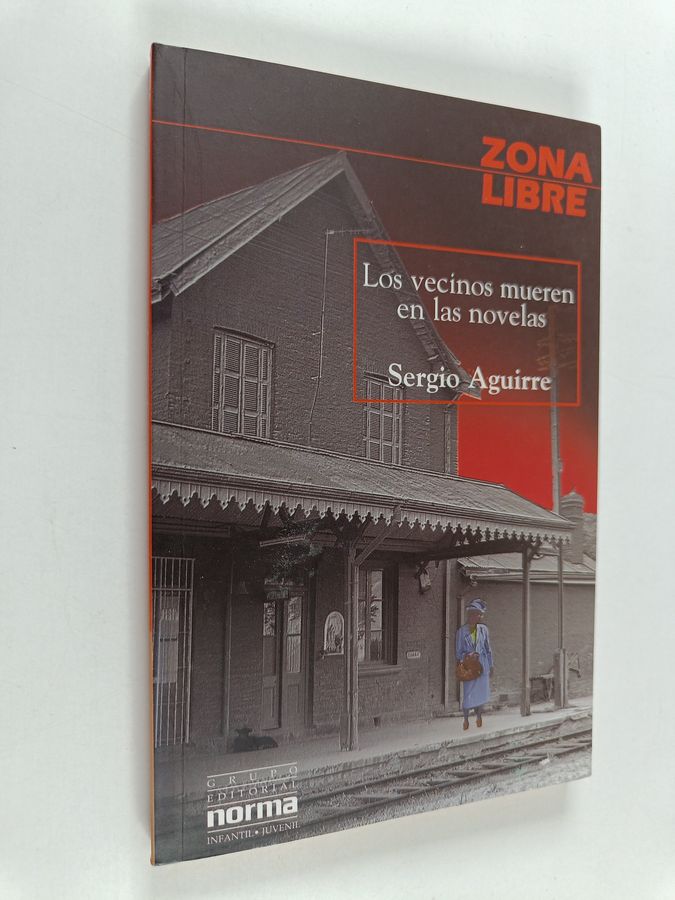 ZONA
LIBRE
Los vecinos mueren
en las novelas
Sergio Aguirre
GRUPO
EDITORIAL
norma
INFANTIL • JUVENIL